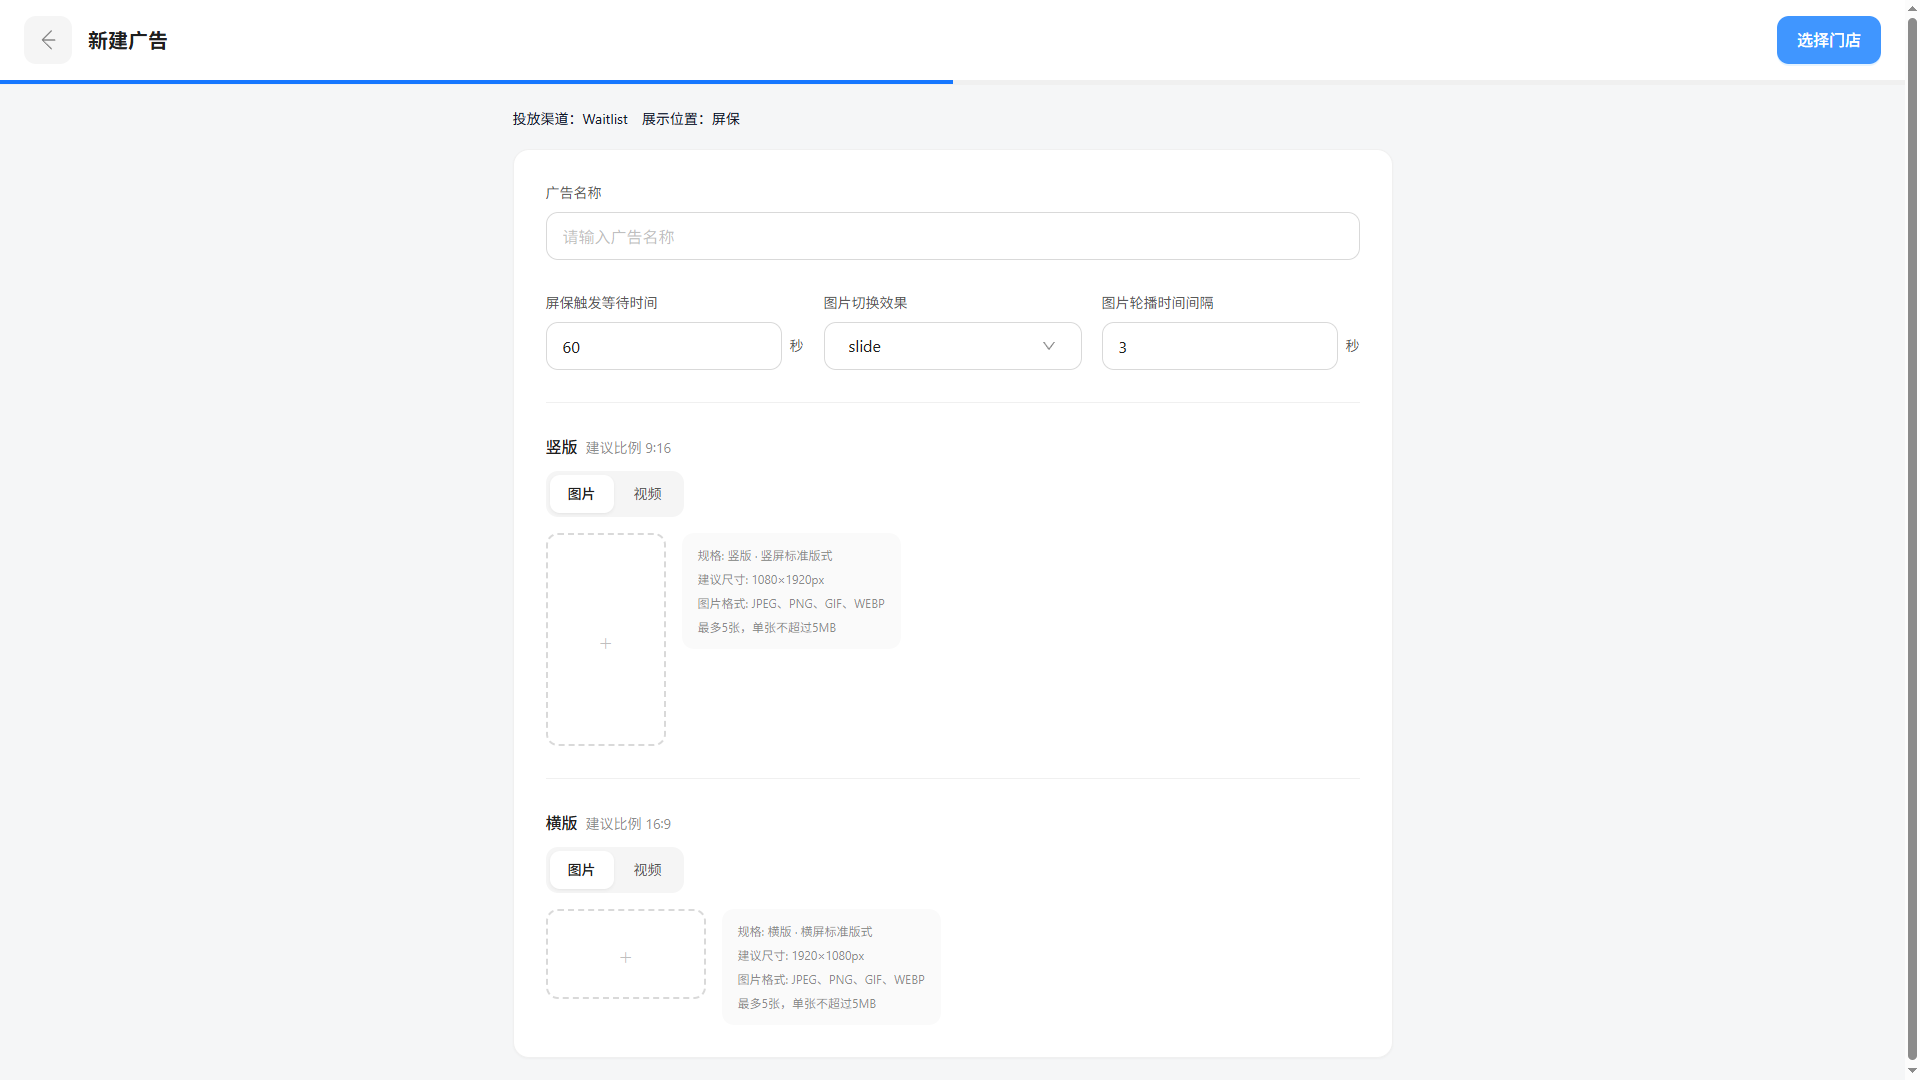 新建广告
选择门店
投放渠道：Waitlist 展示位置：屏保
广告名称
请输入广告名称
屏保触发等待时间 图片切换效果 图片轮播时间间隔
60 秒 slide 3 秒
竖版 建议比例 9:16
图片 视频
规格: 竖版 · 竖屏标准版式
建议尺寸: 1080×1920px
图片格式: JPEG、PNG、GIF、WEBP
最多5张，单张不超过5MB
横版 建议比例 16:9
图片 视频
规格: 横版 · 横屏标准版式
建议尺寸: 1920×1080px
图片格式: JPEG、PNG、GIF、WEBP
最多5张，单张不超过5MB